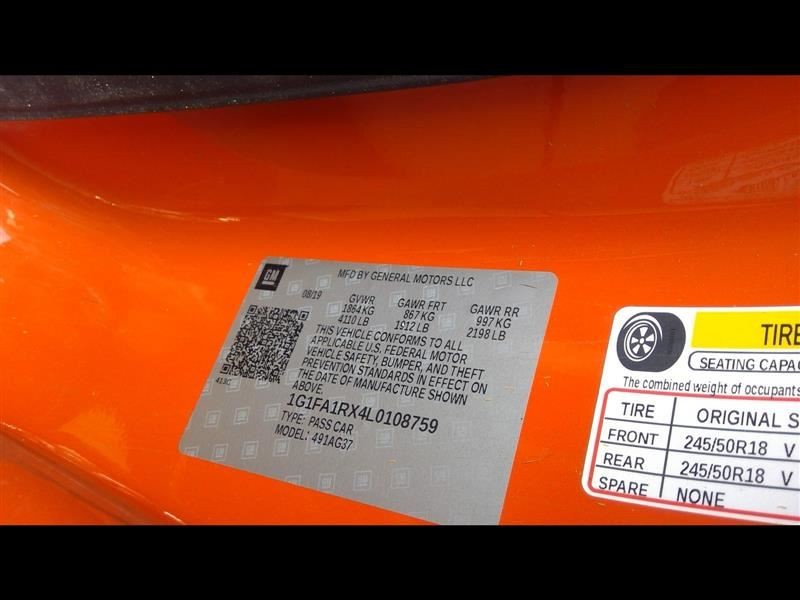 GM
MFD BY GENERAL MOTORS LLC
08/19 GVWR GAWR FRT GAWR RR
1864 KG 867 KG 997 KG
4110 LB 1912 LB 2198 LB
THIS VEHICLE CONFORMS TO ALL
APPLICABLE U.S. FEDERAL MOTOR
VEHICLE SAFETY, BUMPER, AND THEFT
PREVENTION STANDARDS IN EFFECT ON
THE DATE OF MANUFACTURE SHOWN
ABOVE
413C
1G1FA1RX4L0108759
TYPE: PASS CAR
MODEL: 491AG37
TIRE
SEATING CAPA
The combined weight of occupants
TIRE ORIGINAL S
FRONT 245/50R18 V
REAR 245/50R18 V
SPARE NONE